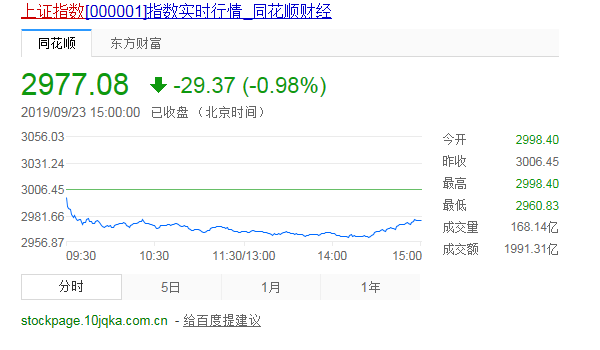 上证指数[000001]指数实时行情_同花顺财经
同花顺 东方财富
2977.08 -29.37 (-0.98%)
2019/09/23 15:00:00 已收盘 （北京时间）
3056.03
3031.24
3006.45
2981.66
2956.87
09:30 10:30 11:30/13:00 14:00 15:00
今开 2998.40
昨收 3006.45
最高 2998.40
最低 2960.83
成交量 168.14亿
成交额 1991.31亿
分时 5日 1月 1年
stockpage.10jqka.com.cn - 给百度提建议